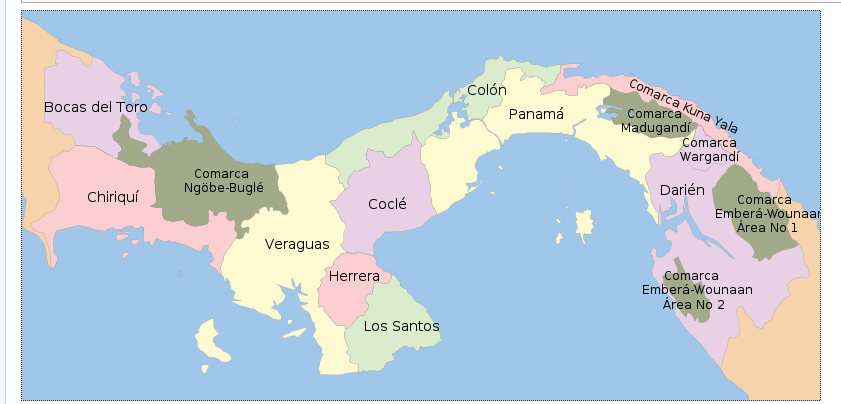 Bocas del Toro
Chiriquí
Comarca
Ngöbe-Buglé
Veraguas
Herrera
Los Santos
Coclé
Colón
Panamá
Comarca Kuna Yala
Comarca
Madugandí
Comarca
Wargandí
Darién
Comarca
Emberá-Wounaan
Área No 1
Comarca
Emberá-Wounaan
Área No 2